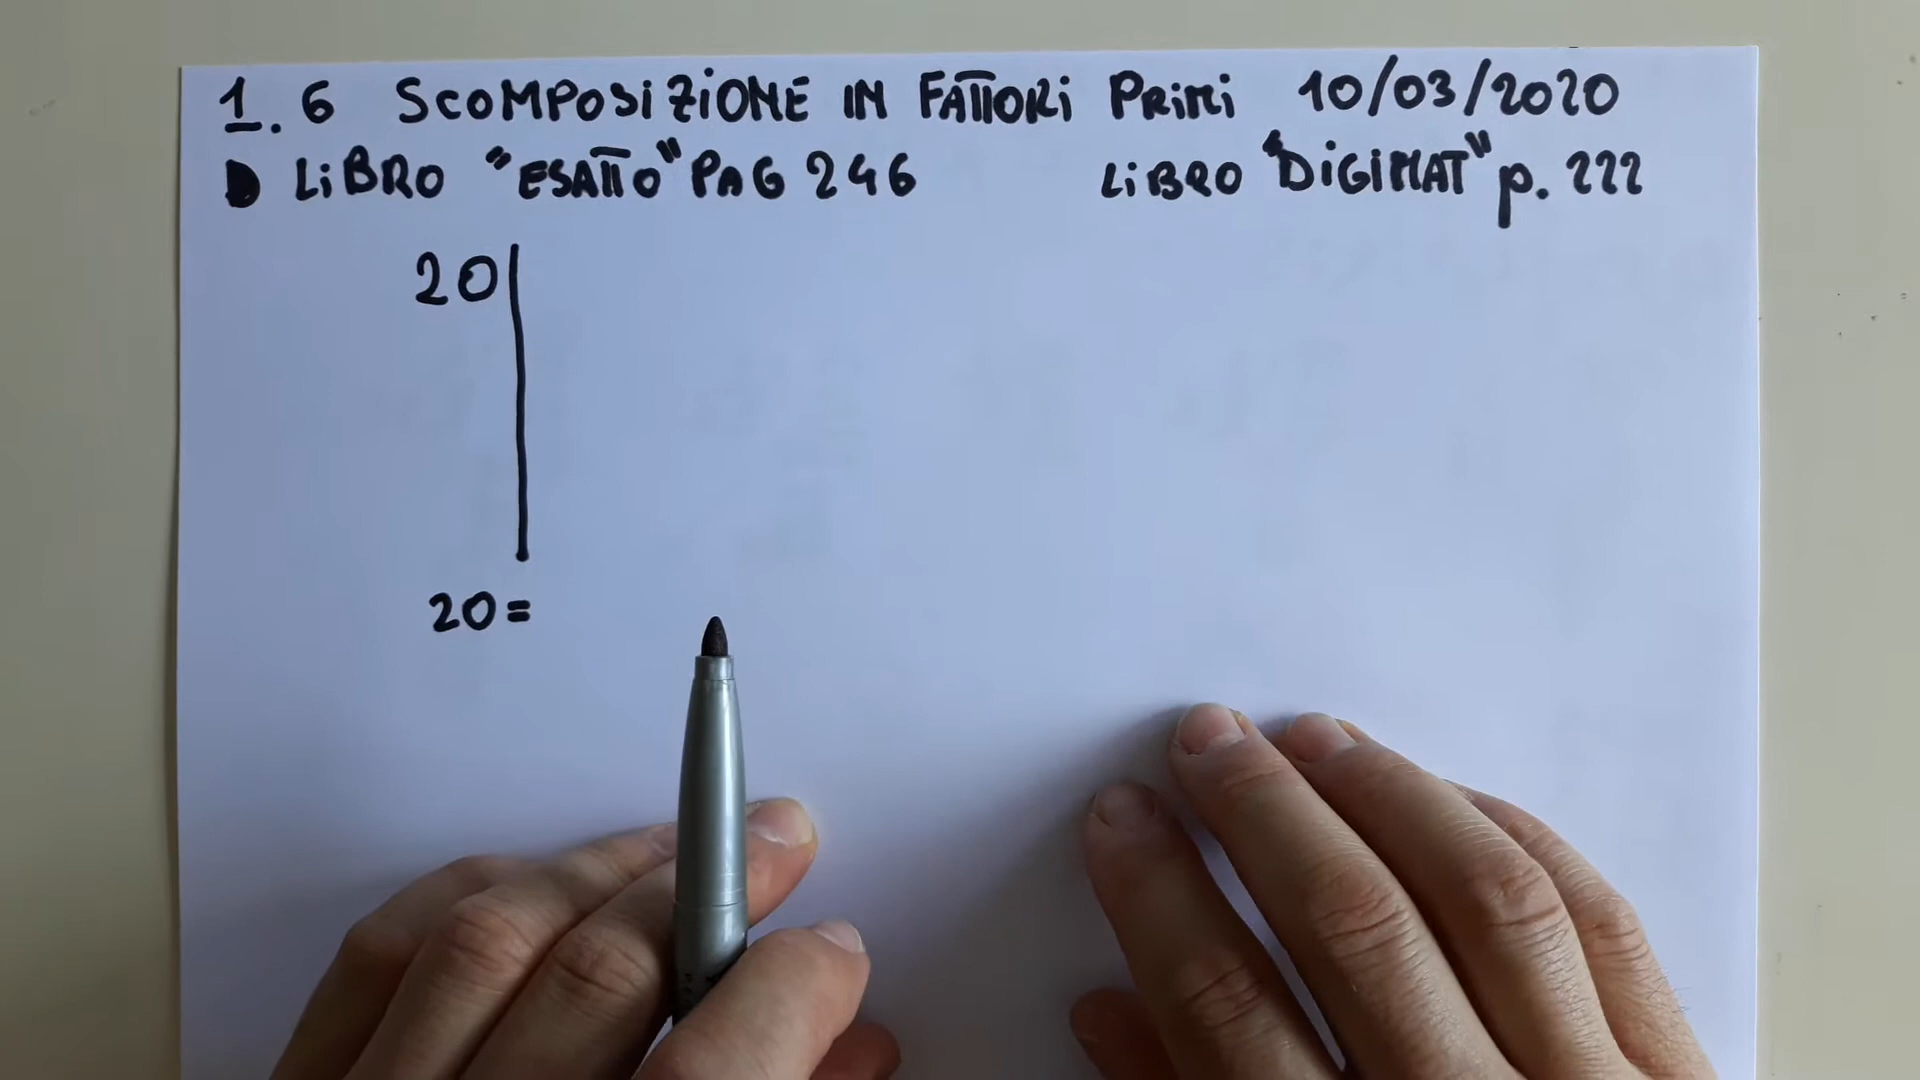 1.6 SCOMPOSiZiONE IN FATTORi PRiMi 10/03/2020
D LiBRO "ESATTO" PAG 246 LiBRO "DiGiMAT" p. 222
20
20=